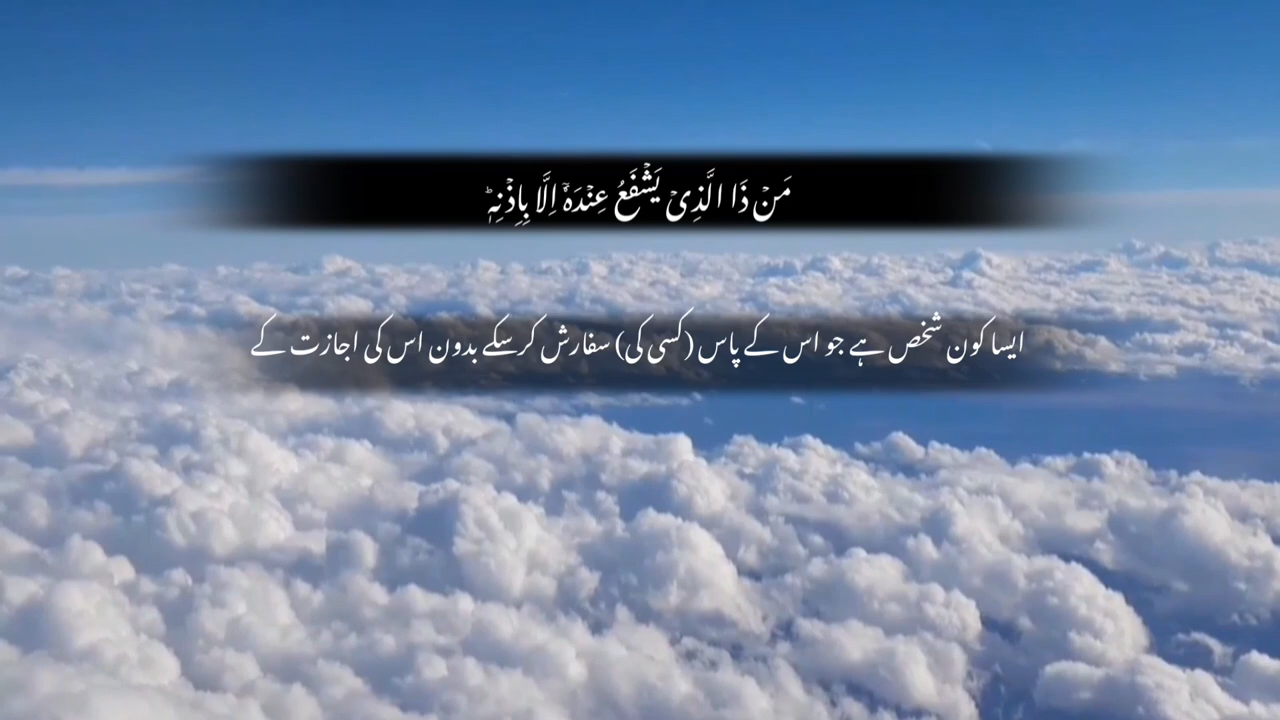 مَنۡ ذَا الَّذِىۡ يَشۡفَعُ عِنۡدَهٗۤ اِلَّا بِاِذۡنِهٖ‌ؕ
ایسا کون شخص ہے جو اس کے پاس (کسی کی) سفارش کرسکے بدون اس کی اجازت کے